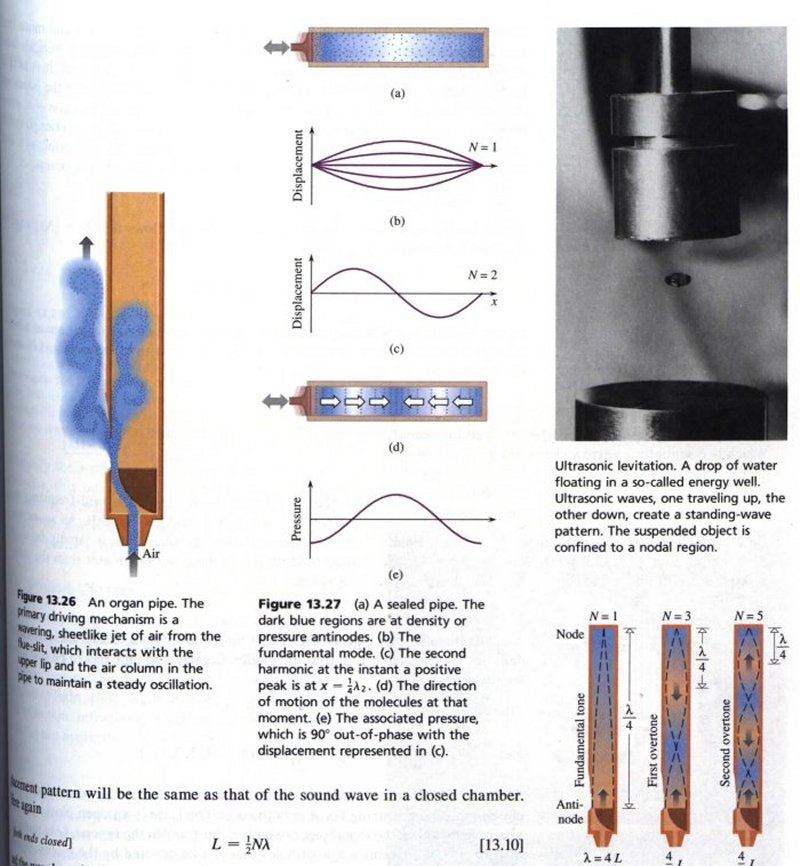 (a)
Displacement
N = 1
(b)
Displacement
N = 2
x
(c)
(d)
Pressure
(e)
Air
Figure 13.26 An organ pipe. The
primary driving mechanism is a
wavering, sheetlike jet of air from the
flue-slit, which interacts with the
upper lip and the air column in the
pipe to maintain a steady oscillation.
Figure 13.27 (a) A sealed pipe. The
dark blue regions are at density or
pressure antinodes. (b) The
fundamental mode. (c) The second
harmonic at the instant a positive
peak is at x = ¼λ₂. (d) The direction
of motion of the molecules at that
moment. (e) The associated pressure,
which is 90° out-of-phase with the
displacement represented in (c).
Ultrasonic levitation. A drop of water
floating in a so-called energy well.
Ultrasonic waves, one traveling up, the
other down, create a standing-wave
pattern. The suspended object is
confined to a nodal region.
N = 1
N = 3
N = 5
Node
λ/4
λ/4
λ/4
Fundamental tone
First overtone
Second overtone
Anti-
node
λ = 4L
4
L
4
L
pattern will be the same as that of the sound wave in a closed chamber.
again
ends closed]
L = ½Nλ
[13.10]